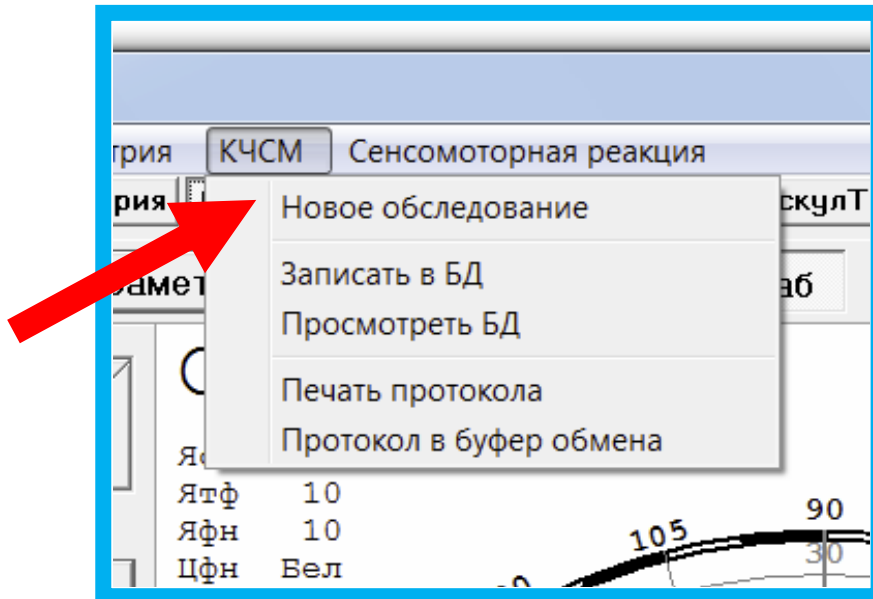 трия КЧСМ Сенсомоторная реакция
рия скулТ
Новое обследование
замет аб
Записать в БД
Просмотреть БД
Печать протокола
Протокол в буфер обмена
Ятф 10
Яфн 10
Цфн Бел
105
90
30